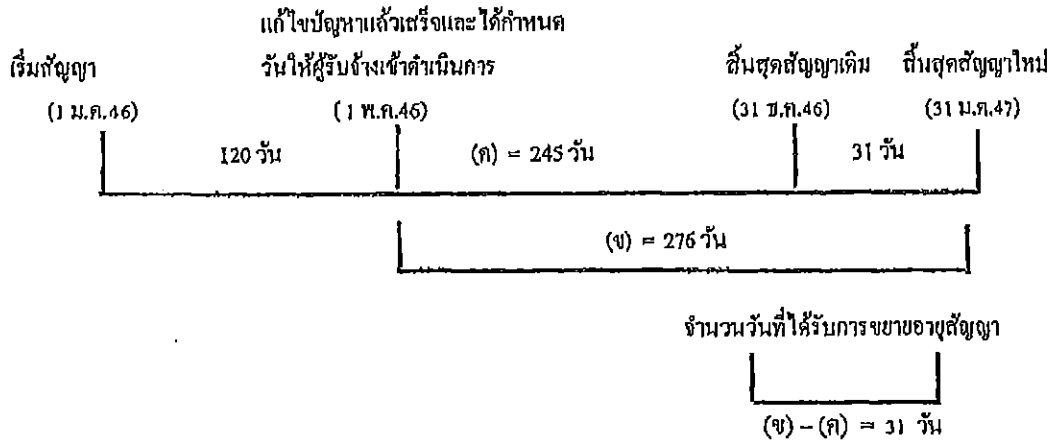 แก้ไขปัญหาแล้วเสร็จและได้กำหนด
เริ่มสัญญา วันให้ผู้รับจ้างเข้าดำเนินการ สิ้นสุดสัญญาเดิม สิ้นสุดสัญญาใหม่
(1 ม.ค.46) (1 พ.ค.46) (31 ธ.ค.46) (31 ม.ค.47)
120 วัน (ค) = 245 วัน 31 วัน
(ข) = 276 วัน
จำนวนวันที่ได้รับการขยายอายุสัญญา
(ข) – (ค) = 31 วัน